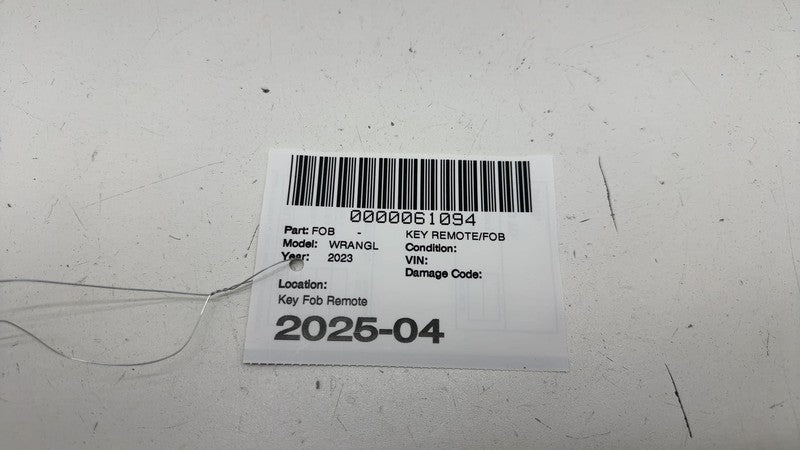 0000061094
Part: FOB - KEY REMOTE/FOB
Model: WRANGL Condition:
Year: 2023 VIN:
Damage Code:
Location:
Key Fob Remote
2025-04